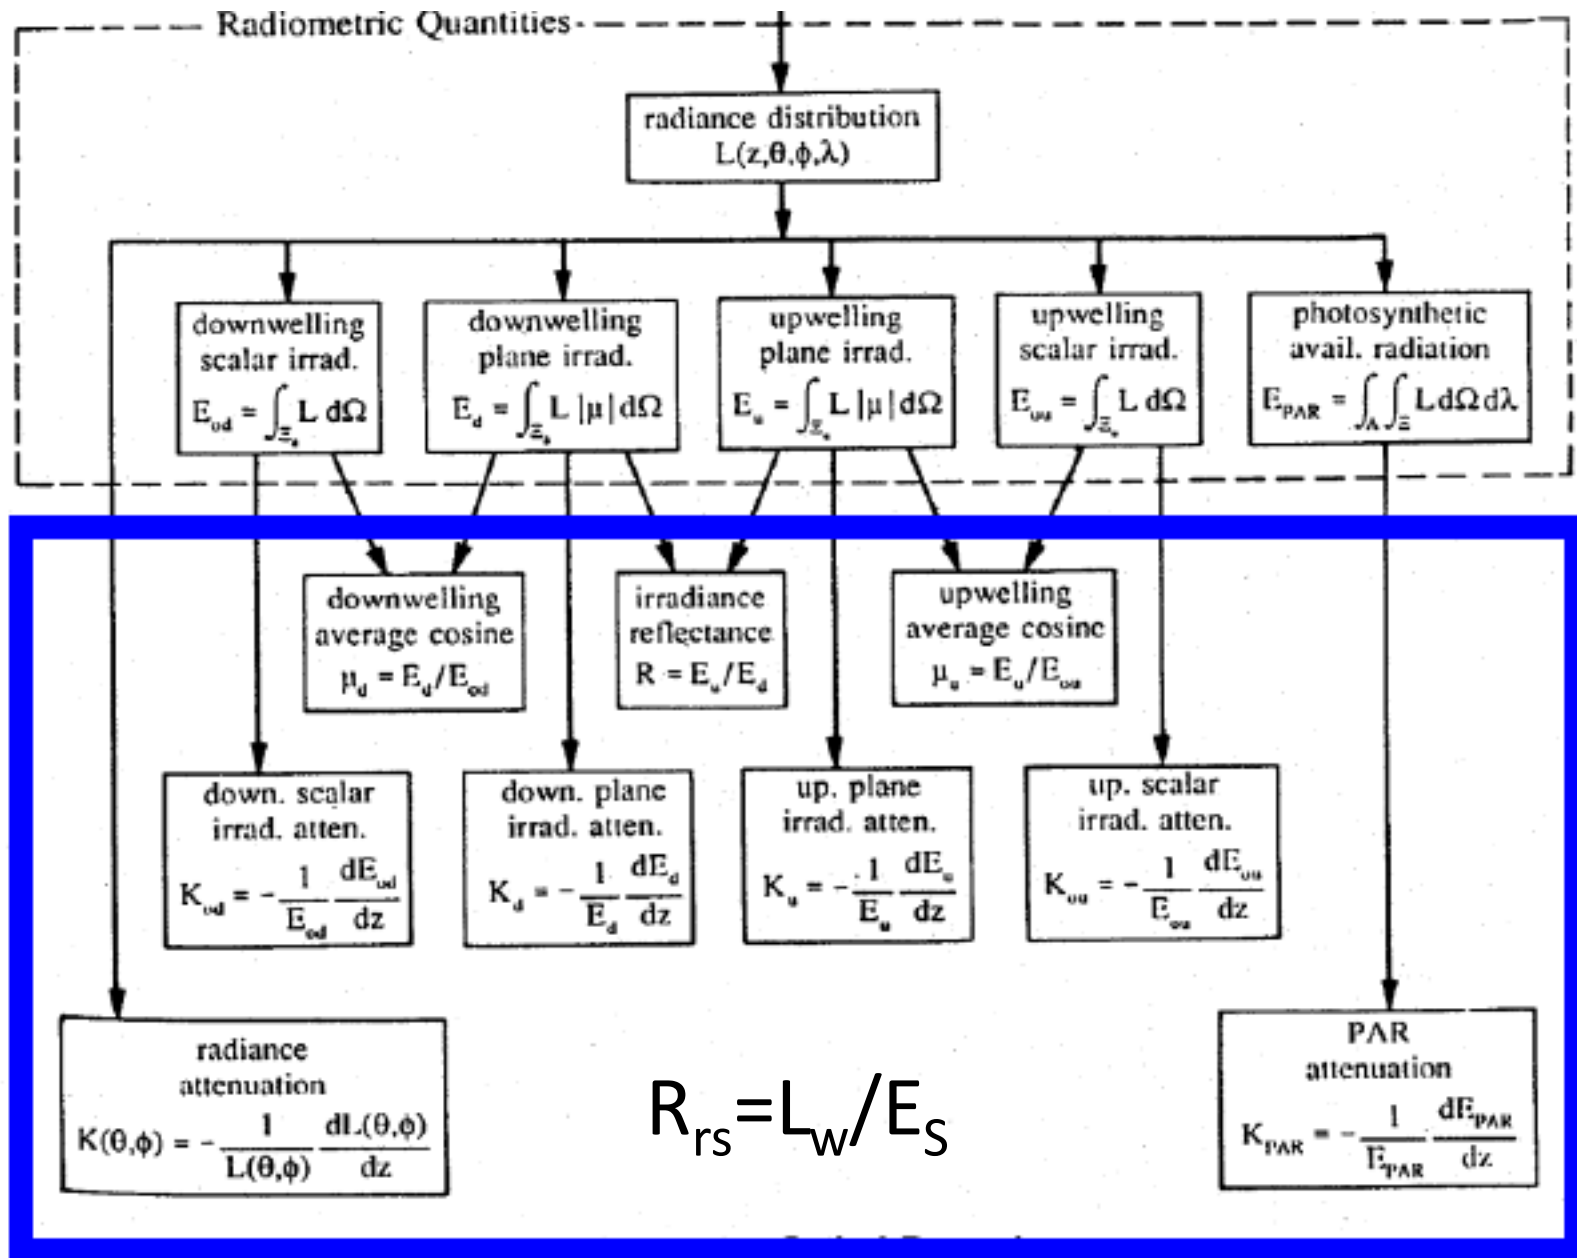 Radiometric Quantities
radiance distribution
L(z,θ,ϕ,λ)
downwelling
scalar irrad.
E_od = ∫_Ξd L dΩ
downwelling
plane irrad.
E_d = ∫_Ξd L |μ| dΩ
upwelling
plane irrad.
E_u = ∫_Ξu L |μ| dΩ
upwelling
scalar irrad.
E_ou = ∫_Ξu L dΩ
photosynthetic
avail. radiation
E_PAR = ∫_Λ ∫_Ξ L dΩ dλ
downwelling
average cosine
μ_d = E_d/E_od
irradiance
reflectance
R = E_u/E_d
upwelling
average cosine
μ_u = E_u/E_ou
down. scalar
irrad. atten.
K_od = - 1/E_od dE_od/dz
down. plane
irrad. atten.
K_d = - 1/E_d dE_d/dz
up. plane
irrad. atten.
K_u = - 1/E_u dE_u/dz
up. scalar
irrad. atten.
K_ou = - 1/E_ou dE_ou/dz
radiance
attenuation
K(θ,ϕ) = - 1/L(θ,ϕ) dL(θ,ϕ)/dz
R_rs=L_w/E_S
PAR
attenuation
K_PAR = - 1/E_PAR dE_PAR/dz